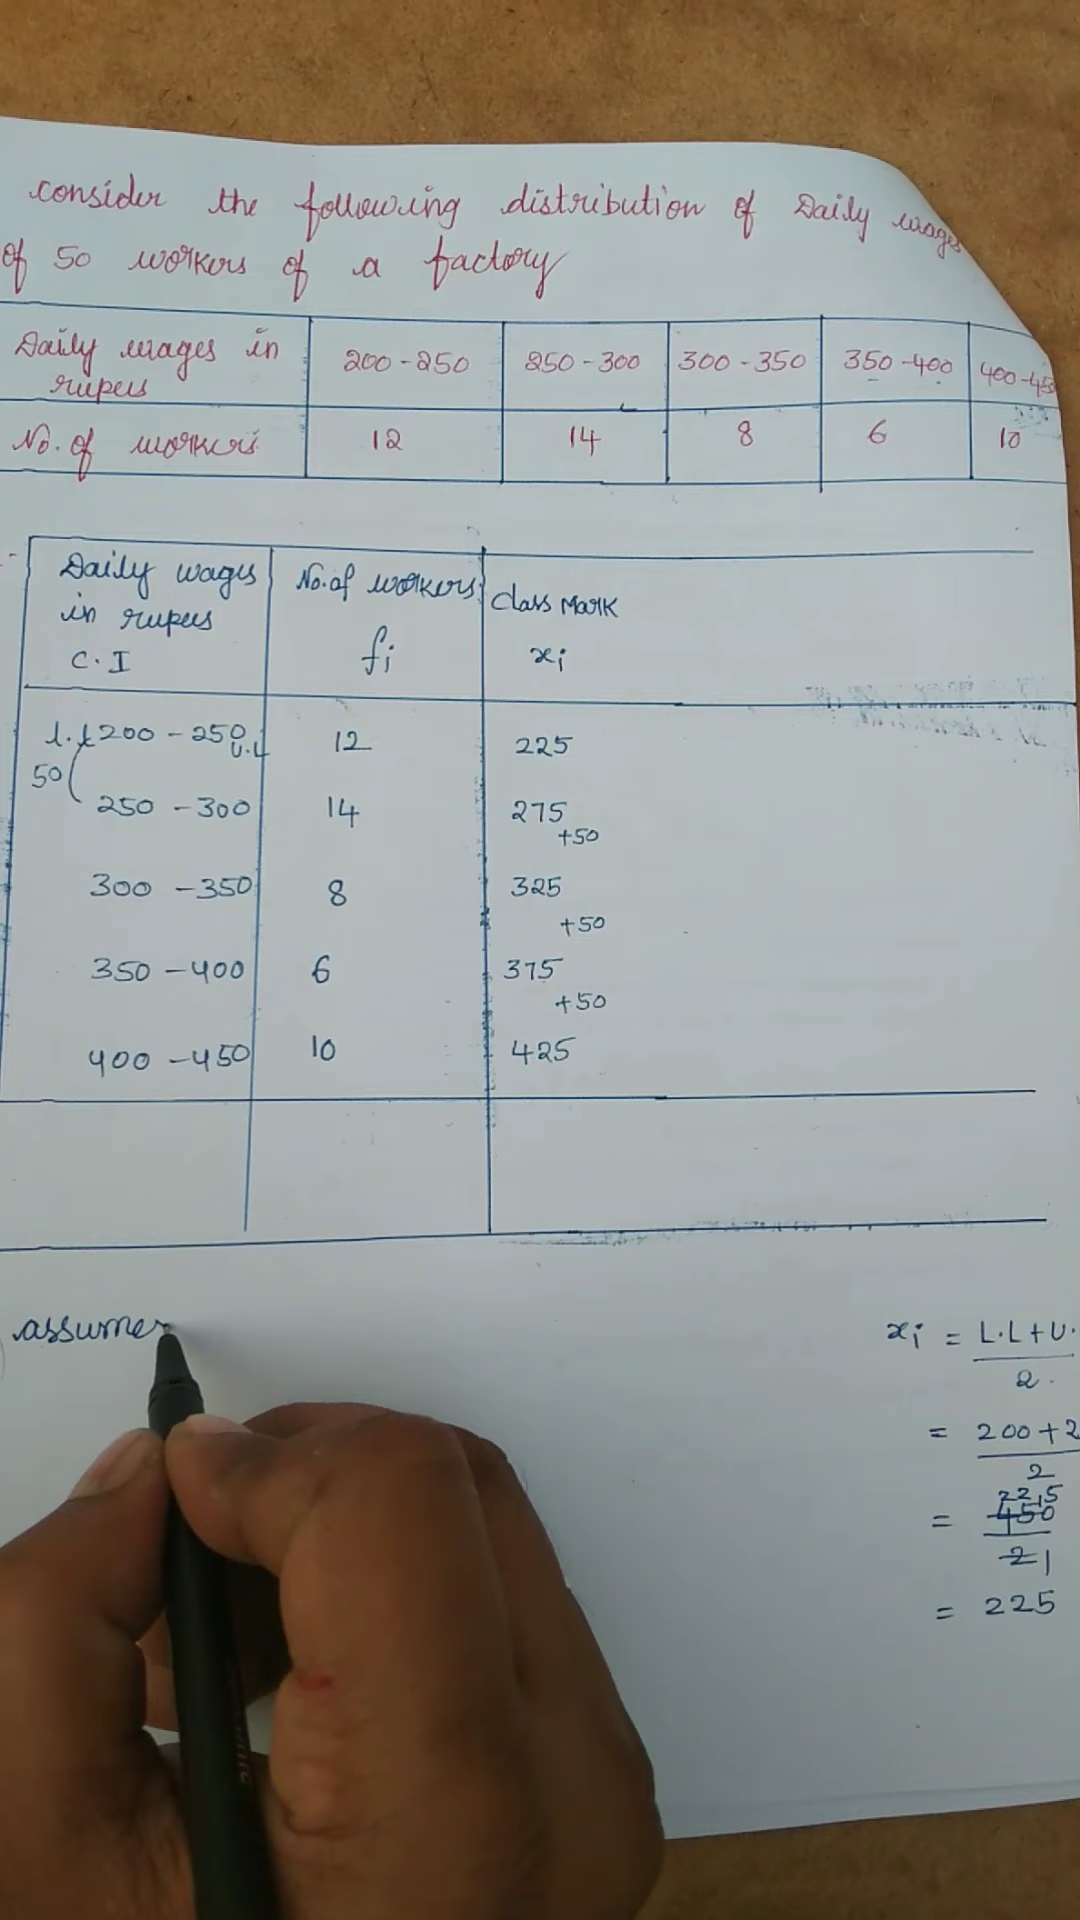 consider the following distribution of Daily wages
of 50 workers of a factory
Daily wages in rupees 200-250 250-300 300-350 350-400 400-450
No. of workers 12 14 8 6 10
Daily wages in rupees C.I No. of workers fi Class Mark xi
l.l 200 - 250 u.l 12 225
50
250 - 300 14 275
+50
300 - 350 8 325
+50
350 - 400 6 375
+50
400 - 450 10 425
assume
xi = L.L + U.
2
= 200 + 2
2
225
= 450
2 1
= 225